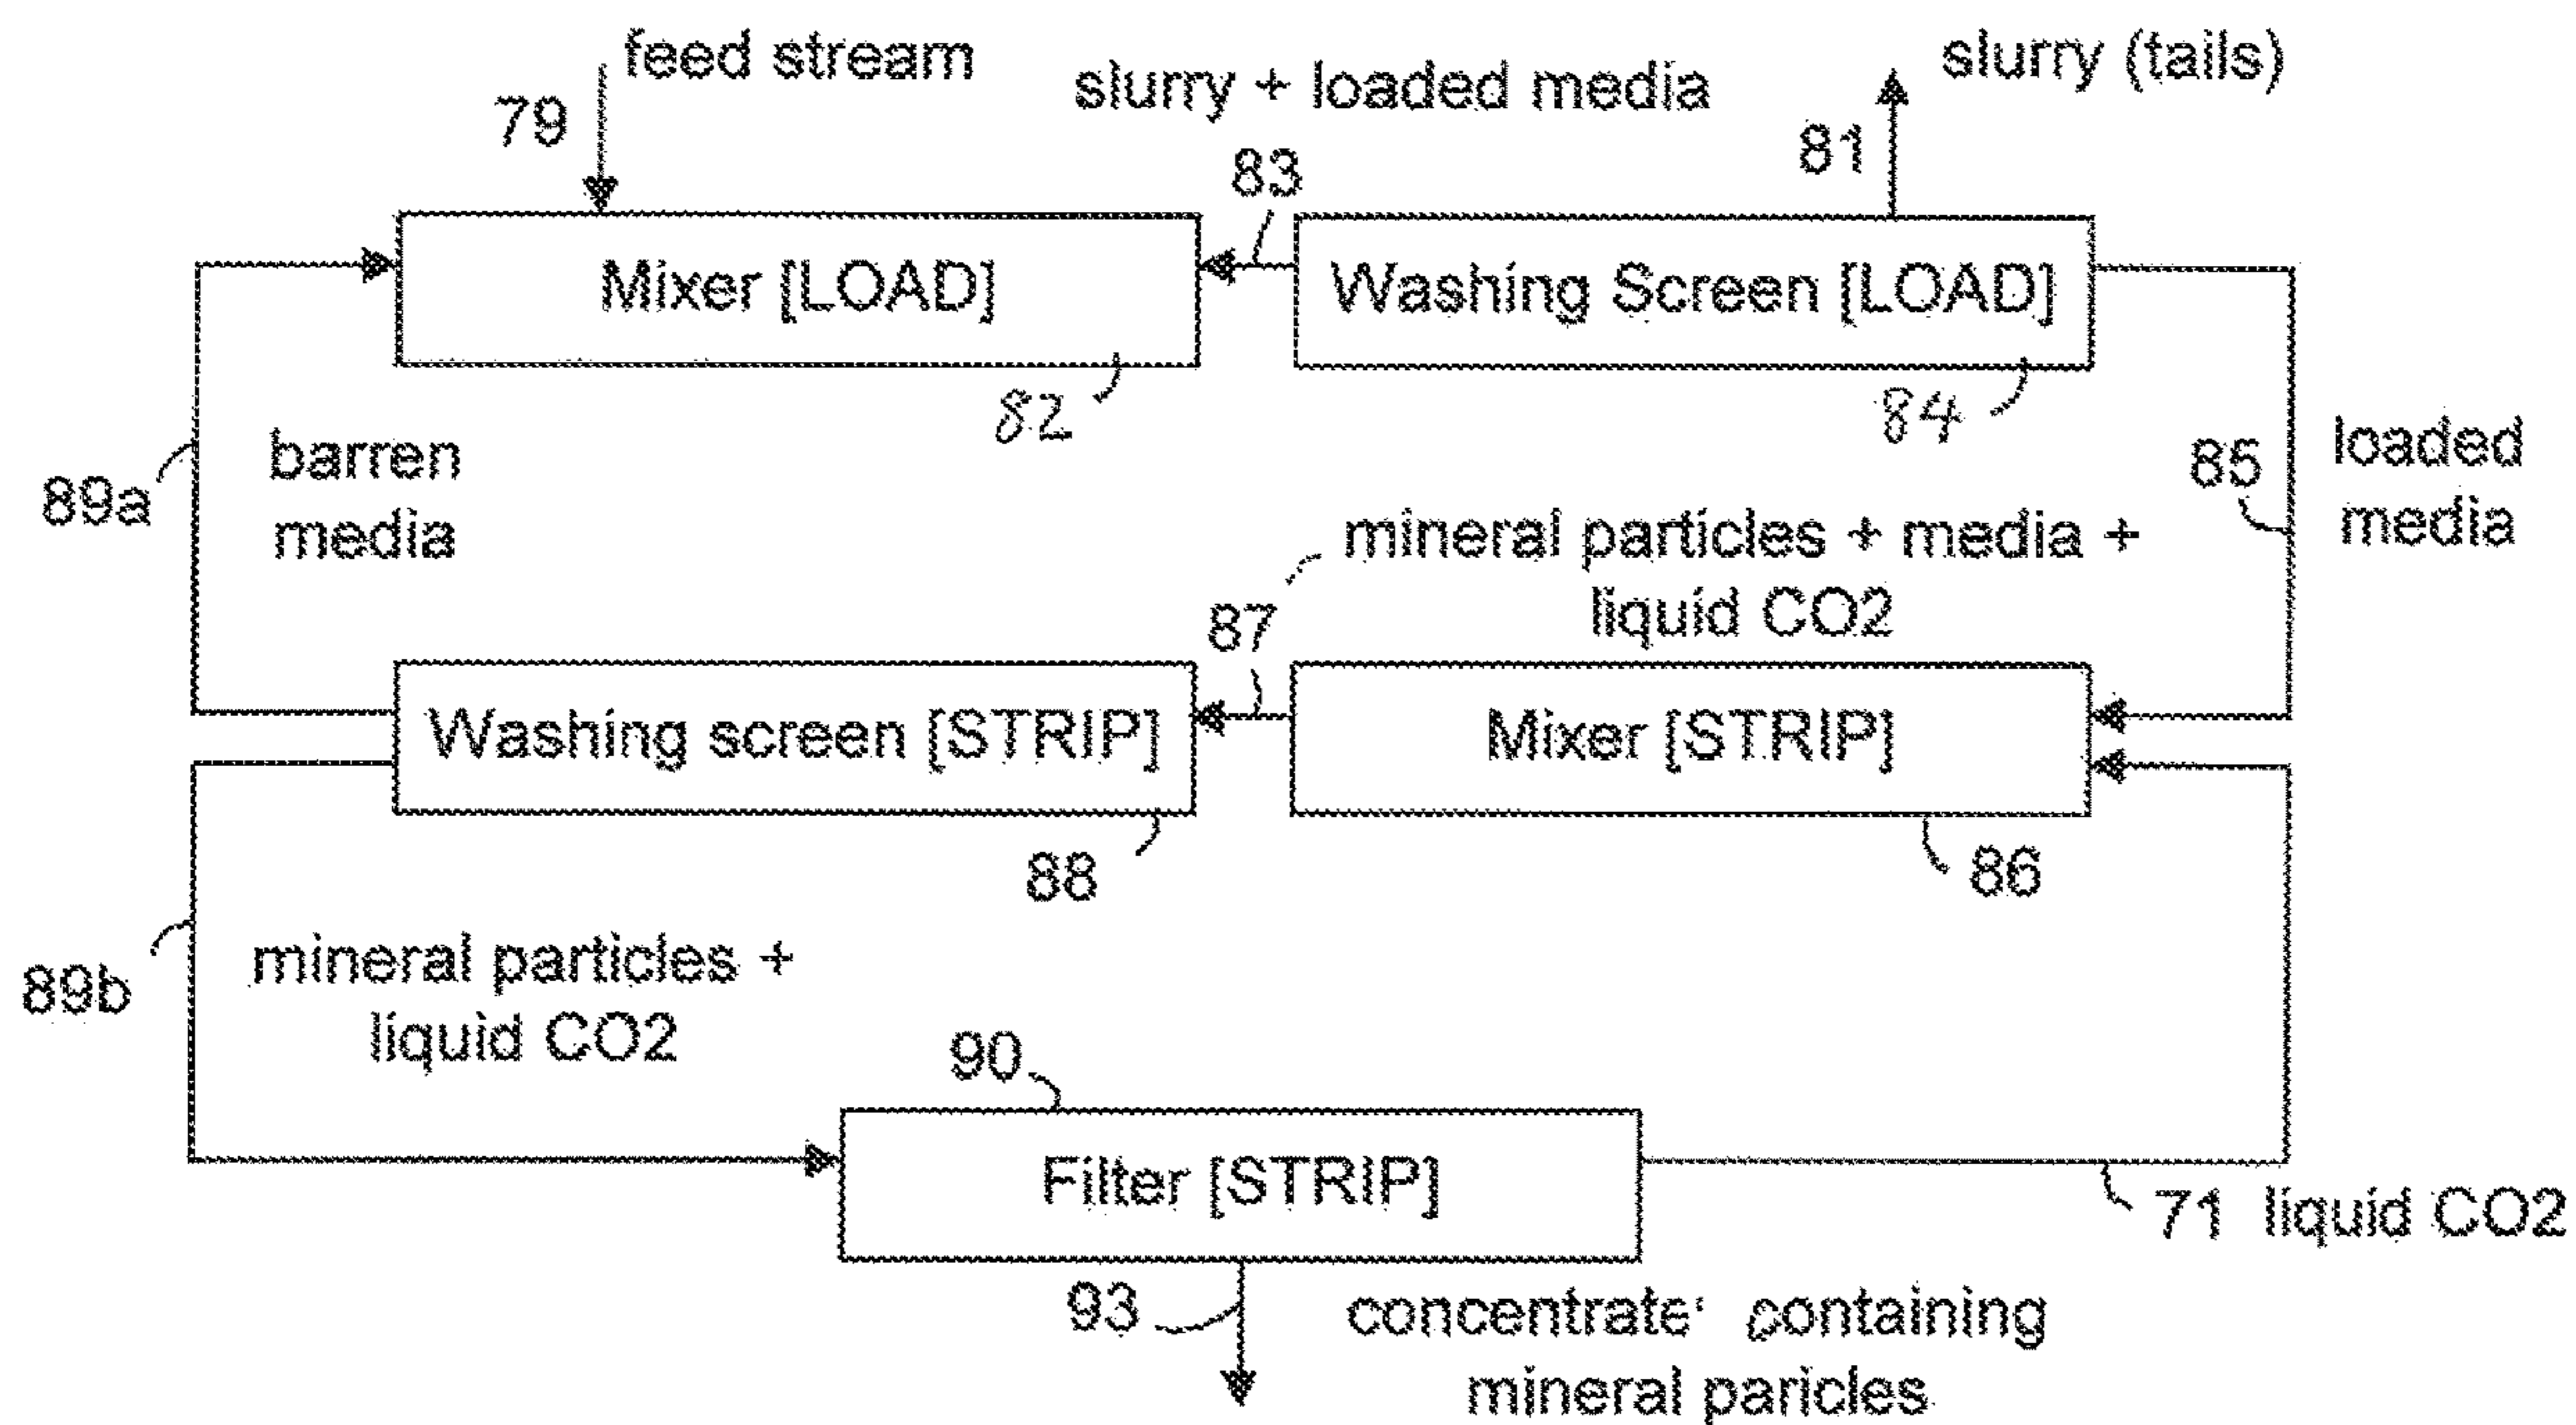 feed stream
79
slurry + loaded media
83
slurry (tails)
81
Mixer [LOAD]
82
Washing Screen [LOAD]
84
89a
barren
media
85
loaded
media
mineral particles + media +
liquid CO2
87
Washing screen [STRIP]
88
Mixer [STRIP]
86
89b
mineral particles +
liquid CO2
90
Filter [STRIP]
71 liquid CO2
93
concentrate containing
mineral paricles